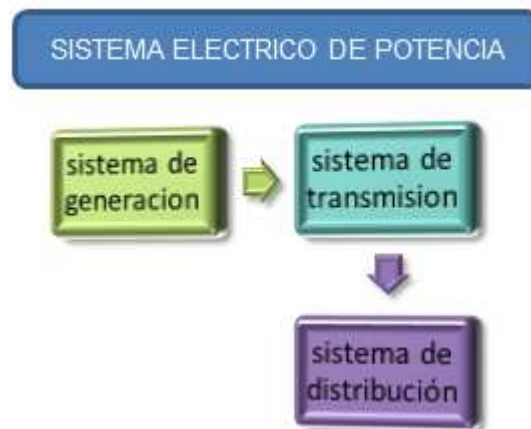 SISTEMA ELECTRICO DE POTENCIA
sistema de
generacion
sistema de
transmision
sistema de
distribución